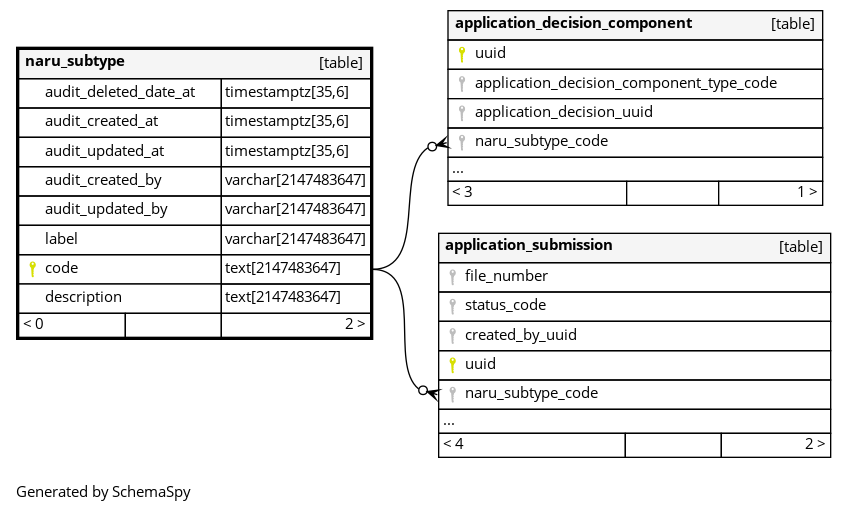 naru_subtype [table]
audit_deleted_date_at timestamptz[35,6]
audit_created_at timestamptz[35,6]
audit_updated_at timestamptz[35,6]
audit_created_by varchar[2147483647]
audit_updated_by varchar[2147483647]
label varchar[2147483647]
code text[2147483647]
description text[2147483647]
< 0 2 >
application_decision_component [table]
uuid
application_decision_component_type_code
application_decision_uuid
naru_subtype_code
...
< 3 1 >
application_submission [table]
file_number
status_code
created_by_uuid
uuid
naru_subtype_code
...
< 4 2 >
Generated by SchemaSpy